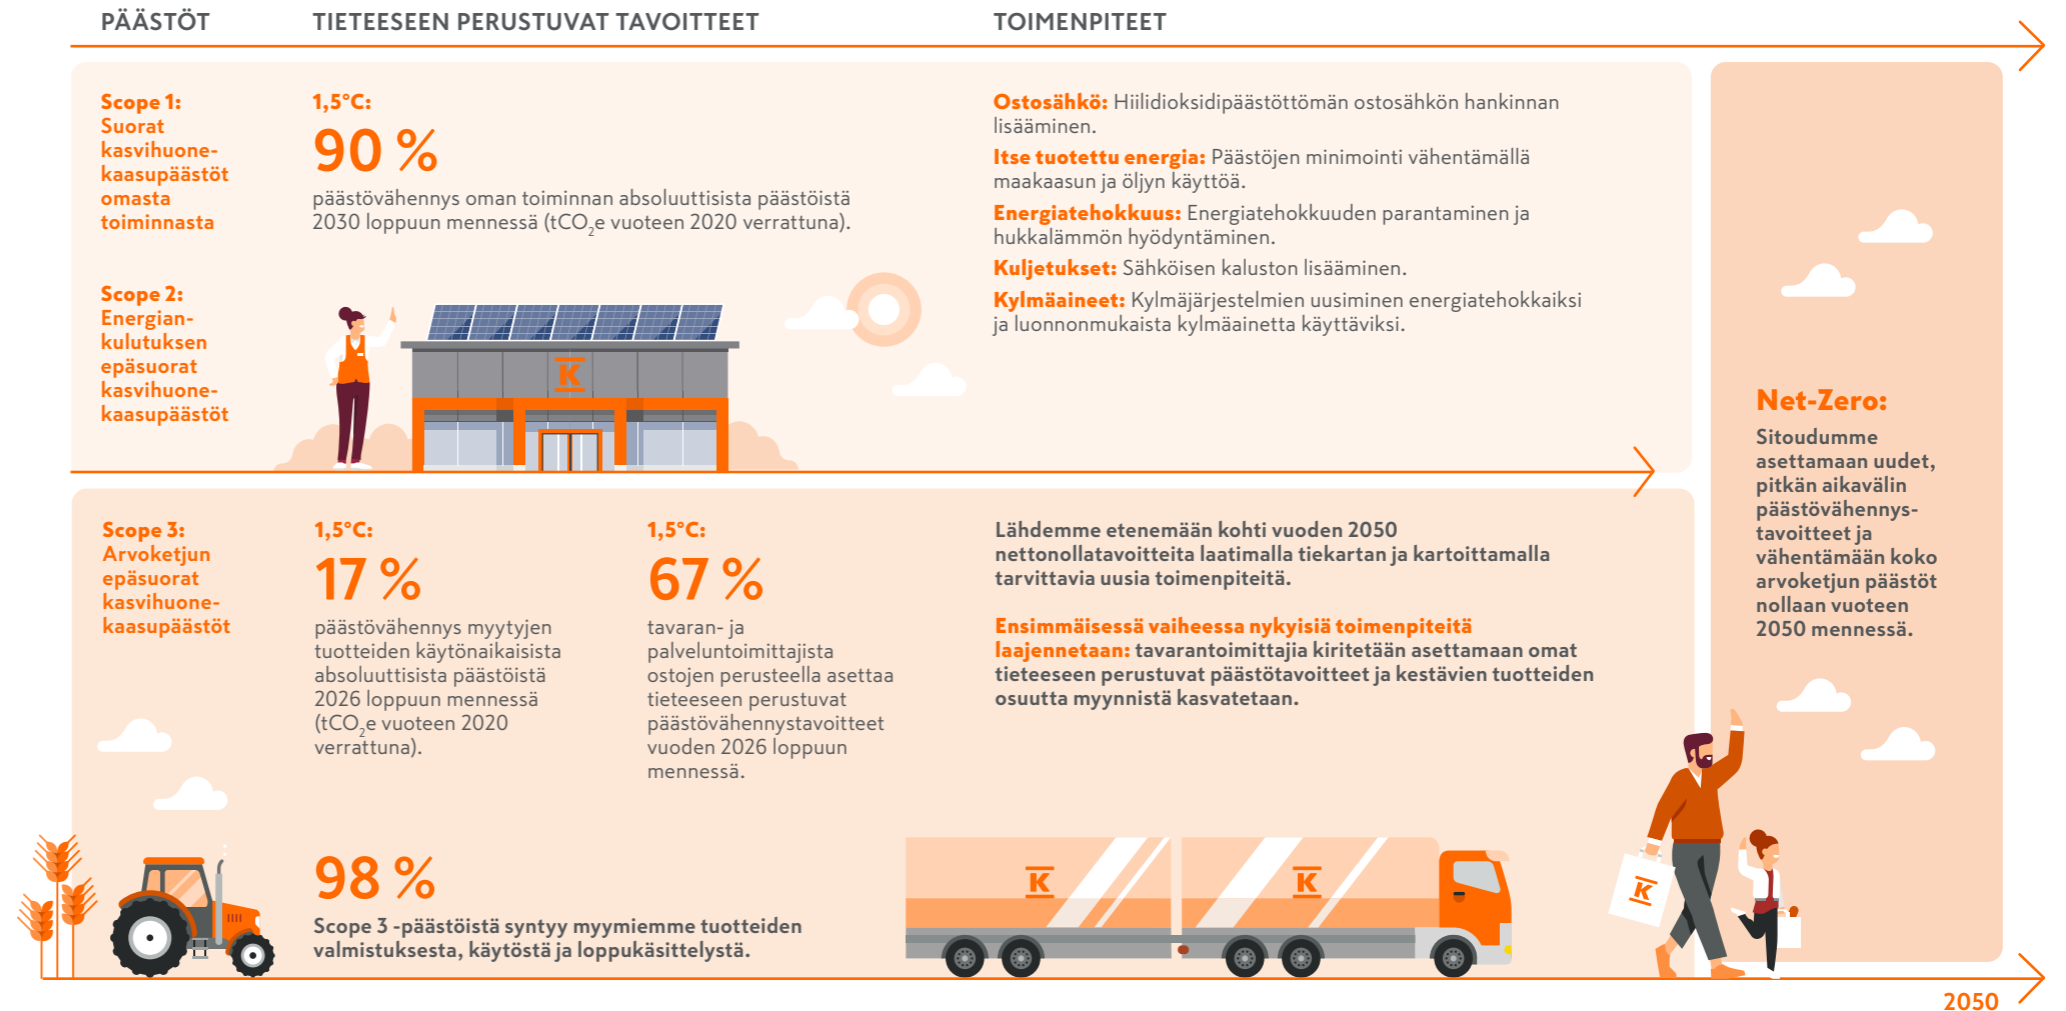 PÄÄSTÖT
TIETEESEEN PERUSTUVAT TAVOITTEET
TOIMENPITEET
Scope 1:
Suorat
kasvihuone-
kaasupäästöt
omasta
toiminnasta
Scope 2:
Energian-
kulutuksen
epäsuorat
kasvihuone-
kaasupäästöt
1,5°C:
90 %
päästövähennys oman toiminnan absoluuttisista päästöistä
2030 loppuun mennessä (tCO₂e vuoteen 2020 verrattuna).
K
Ostosähkö: Hiilidioksidipäästöttömän ostosähkön hankinnan
lisääminen.
Itse tuotettu energia: Päästöjen minimointi vähentämällä
maakaasun ja öljyn käyttöä.
Energiatehokkuus: Energiatehokkuuden parantaminen ja
hukkalämmön hyödyntäminen.
Kuljetukset: Sähköisen kaluston lisääminen.
Kylmäaineet: Kylmäjärjestelmien uusiminen energiatehokkaiksi
ja luonnonmukaista kylmäainetta käyttäviksi.
Scope 3:
Arvoketjun
epäsuorat
kasvihuone-
kaasupäästöt
1,5°C:
17 %
päästövähennys myytyjen
tuotteiden käytönaikaisista
absoluuttisista päästöistä
2026 loppuun mennessä
(tCO₂e vuoteen 2020
verrattuna).
1,5°C:
67 %
tavaran- ja
palveluntoimittajista
ostojen perusteella asettaa
tieteeseen perustuvat
päästövähennystavoitteet
vuoden 2026 loppuun
mennessä.
98 %
Scope 3 -päästöistä syntyy myymiemme tuotteiden
valmistuksesta, käytöstä ja loppukäsittelystä.
Lähdemme etenemään kohti vuoden 2050
nettonollatavoitteita laatimalla tiekartan ja kartoittamalla
tarvittavia uusia toimenpiteitä.
Ensimmäisessä vaiheessa nykyisiä toimenpiteitä
laajennetaan: tavarantoimittajia kiritetään asettamaan omat
tieteeseen perustuvat päästötavoitteet ja kestävien tuotteiden
osuutta myynnistä kasvatetaan.
K
K
K
Net-Zero:
Sitoudumme
asettamaan uudet,
pitkän aikavälin
päästövähennys-
tavoitteet ja
vähentämään koko
arvoketjun päästöt
nollaan vuoteen
2050 mennessä.
2050